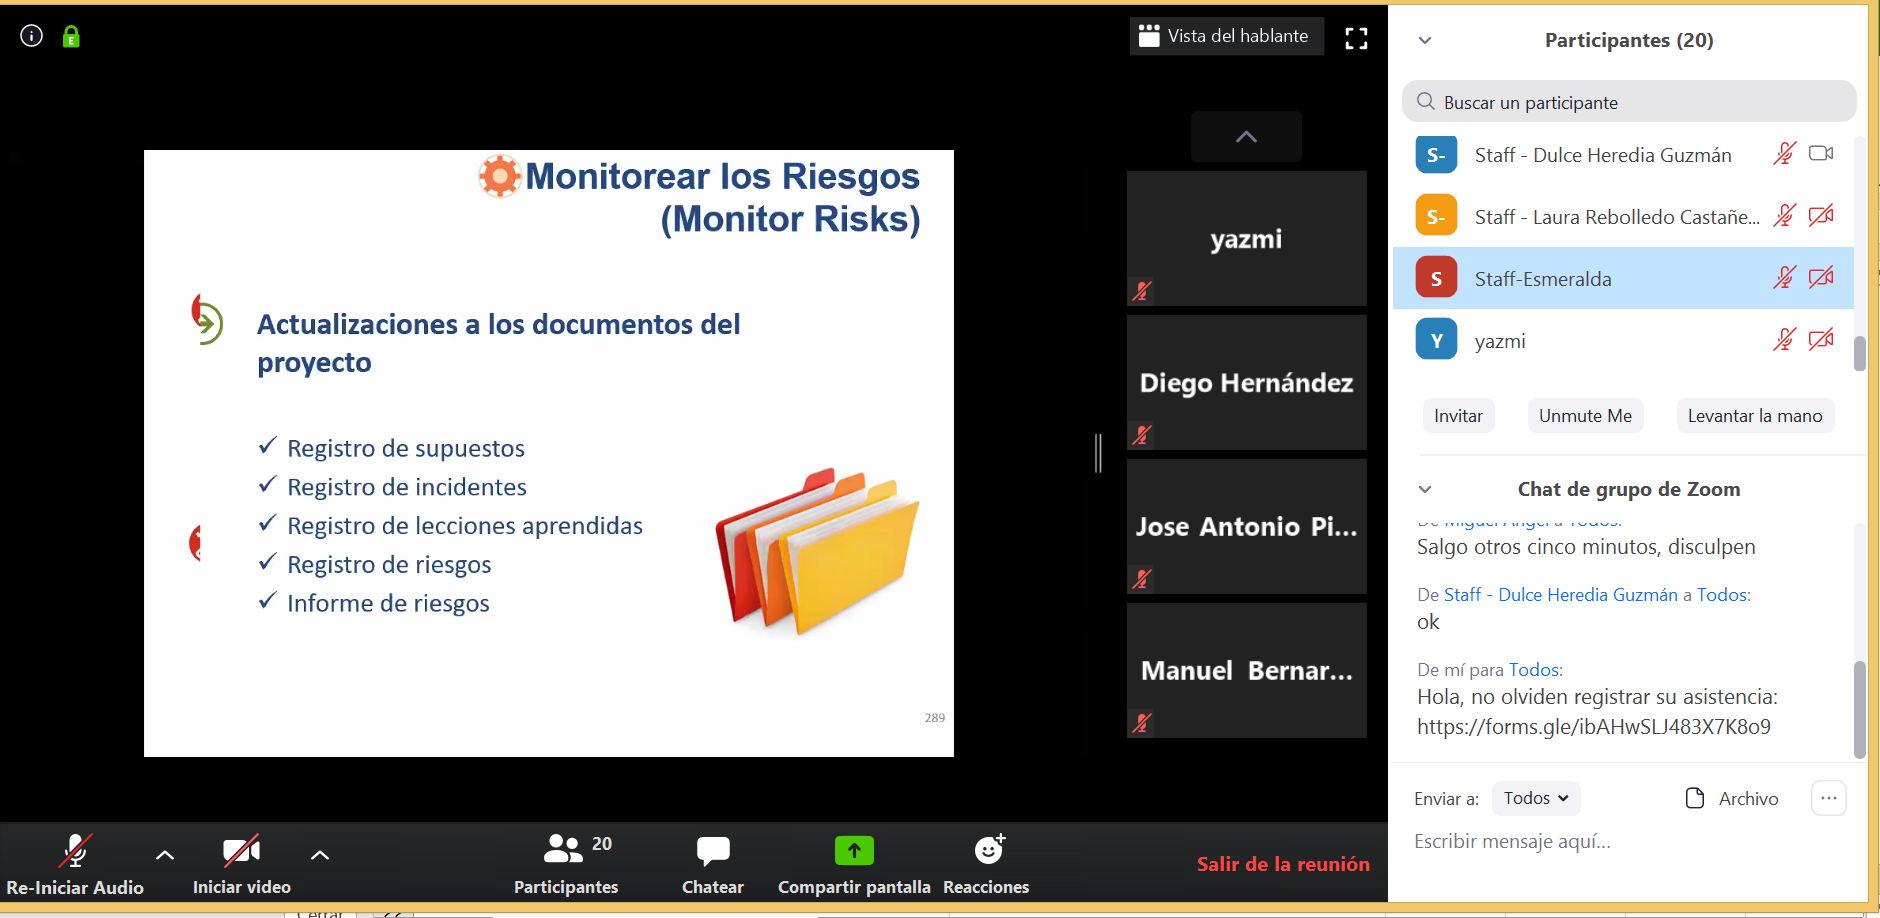 Vista del hablante
Monitorear los Riesgos
(Monitor Risks)
Actualizaciones a los documentos del
proyecto
✓ Registro de supuestos
✓ Registro de incidentes
✓ Registro de lecciones aprendidas
✓ Registro de riesgos
✓ Informe de riesgos
289
yazmi
Diego Hernández
Jose Antonio Pi...
Manuel Bernar...
Re-Iniciar Audio
Iniciar video
20
Participantes
Chatear
Compartir pantalla
Reacciones
Salir de la reunión
Participantes (20)
Buscar un participante
S- Staff - Dulce Heredia Guzmán
S- Staff - Laura Rebolledo Castañe...
S Staff-Esmeralda
Y yazmi
Invitar
Unmute Me
Levantar la mano
Chat de grupo de Zoom
De Miguel Angel a Todos:
Salgo otros cinco minutos, disculpen
De Staff - Dulce Heredia Guzmán a Todos:
ok
De mí para Todos:
Hola, no olviden registrar su asistencia:
https://forms.gle/ibAHwSLJ483X7K8o9
Enviar a: Todos
Archivo
Escribir mensaje aquí...
Cerrar